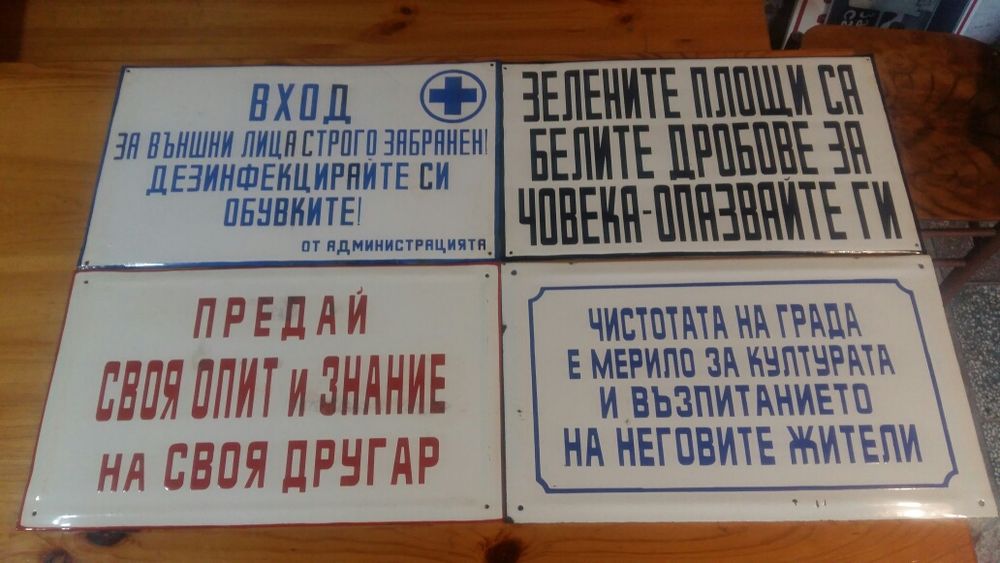 ВХОД
ЗА ВЪНШНИ ЛИЦА СТРОГО ЗАБРАНЕН!
ДЕЗИНФЕКЦИРАЙТЕ СИ
ОБУВКИТЕ!
ОТ АДМИНИСТРАЦИЯТА
ЗЕЛЕНИТЕ ПЛОЩИ СА
БЕЛИТЕ ДРОБОВЕ ЗА
ЧОВЕКА-ОПАЗВАЙТЕ ГИ
ПРЕДАЙ
СВОЯ ОПИТ и ЗНАНИЕ
НА СВОЯ ДРУГАР
ЧИСТОТАТА НА ГРАДА
Е МЕРИЛО ЗА КУЛТУРАТА
И ВЪЗПИТАНИЕТО
НА НЕГОВИТЕ ЖИТЕЛИ